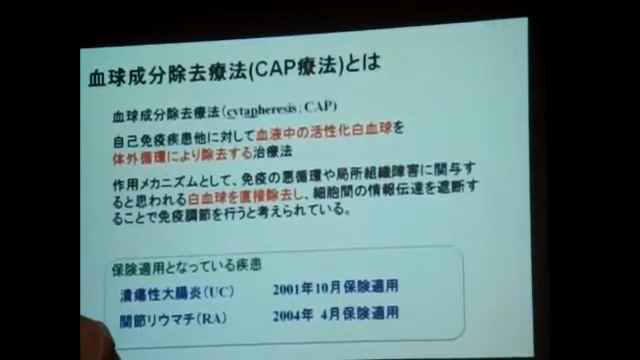 血球成分除去療法(CAP療法)とは
血球成分除去療法(cytapheresis; CAP)
自己免疫疾患他に対して血液中の活性化白血球を
体外循環により除去する治療法
作用メカニズムとして、免疫の悪循環や局所組織障害に関与す
ると思われる白血球を直接除去し、細胞間の情報伝達を遮断す
ることで免疫調節を行うと考えられている。
保険適用となっている疾患
潰瘍性大腸炎(UC) 2001年10月保険適用
関節リウマチ(RA) 2004年 4月保険適用